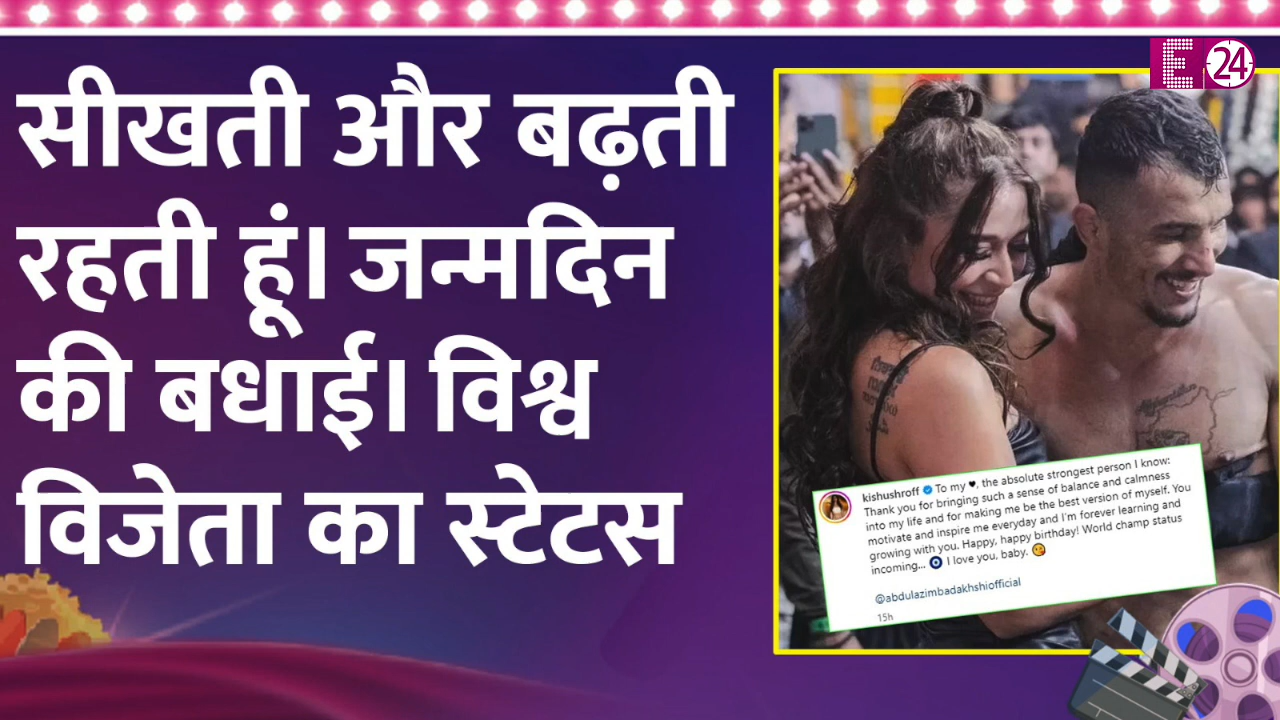 E 24
सीखती और बढ़ती
रहती हूं। जन्मदिन
की बधाई। विश्व
विजेता का स्टेटस
kishushroff To my 🖤, the absolute strongest person I know:
Thank you for bringing such a sense of balance and calmness
into my life and for making me be the best version of myself. You
motivate and inspire me everyday and I'm forever learning and
growing with you. Happy, happy birthday! World champ status
incoming... 🧿 I love you, baby. 😘
@abdulazimbadakhshiofficial
15h